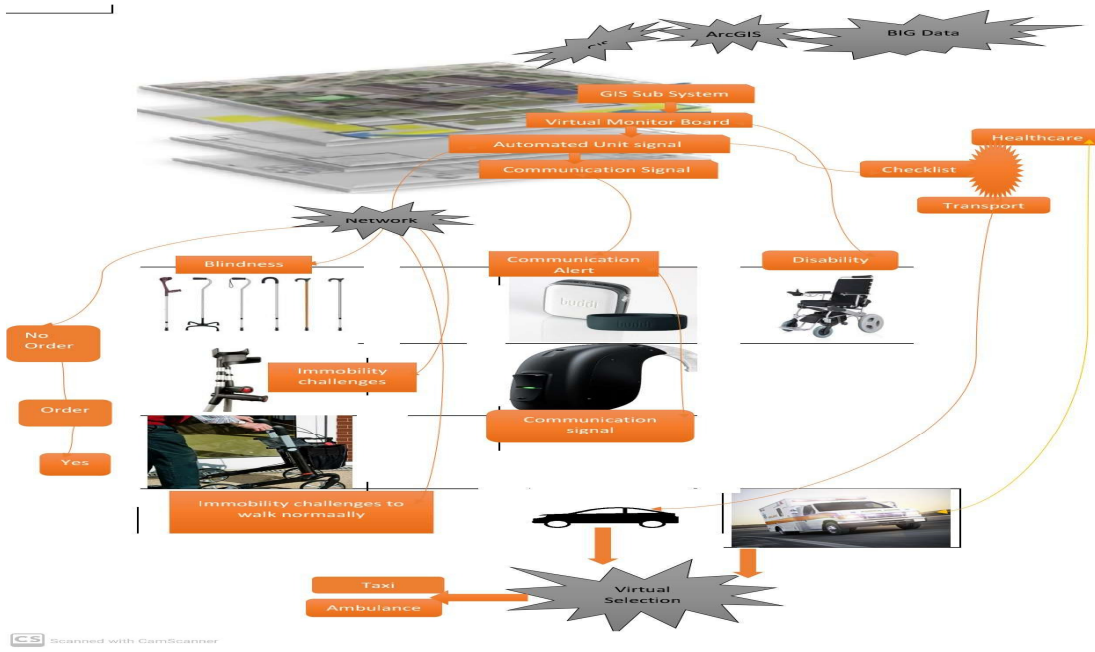 ArcGIS
BIG Data
GIS Sub System
Virtual Monitor Board
Automated Unit signal
Communication Signal
Healthcare
Checklist
Transport
Network
Blindness
Communication
Alert
Disability
buddi
No
Order
Immobility
challenges
Order
Communication
signal
Yes
Immobility challenges to
walk normaally
Taxi
Ambulance
Virtual
Selection
CS Scanned with CamScanner